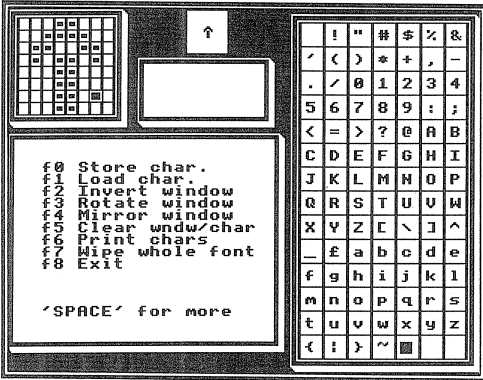 ↑
f0 Store char.
f1 Load char.
f2 Invert window
f3 Rotate window
f4 Mirror window
f5 Clear wndw/char
f6 Print chars
f7 Wipe whole font
f8 Exit
'SPACE' for more
! " # $ % &
' ( ) * + , -
. / 0 1 2 3 4
5 6 7 8 9 : ;
< = > ? @ A B
C D E F G H I
J K L M N O P
Q R S T U V W
X Y Z [ \ ] ^
_ £ a b c d e
f g h i j k l
m n o p q r s
t u v w x y z
{ ¦ } ~